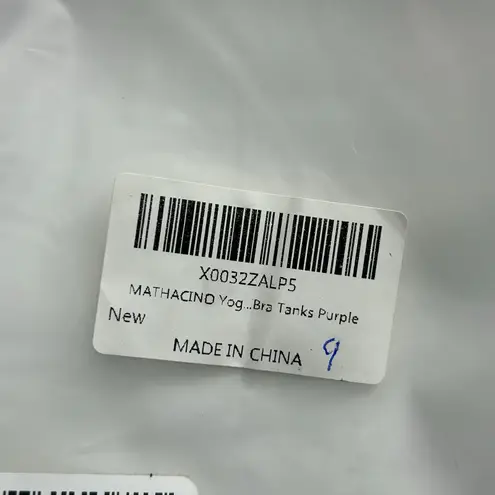 X0032ZALP5
MATHACINO Yog...Bra Tanks Purple
New
MADE IN CHINA 9